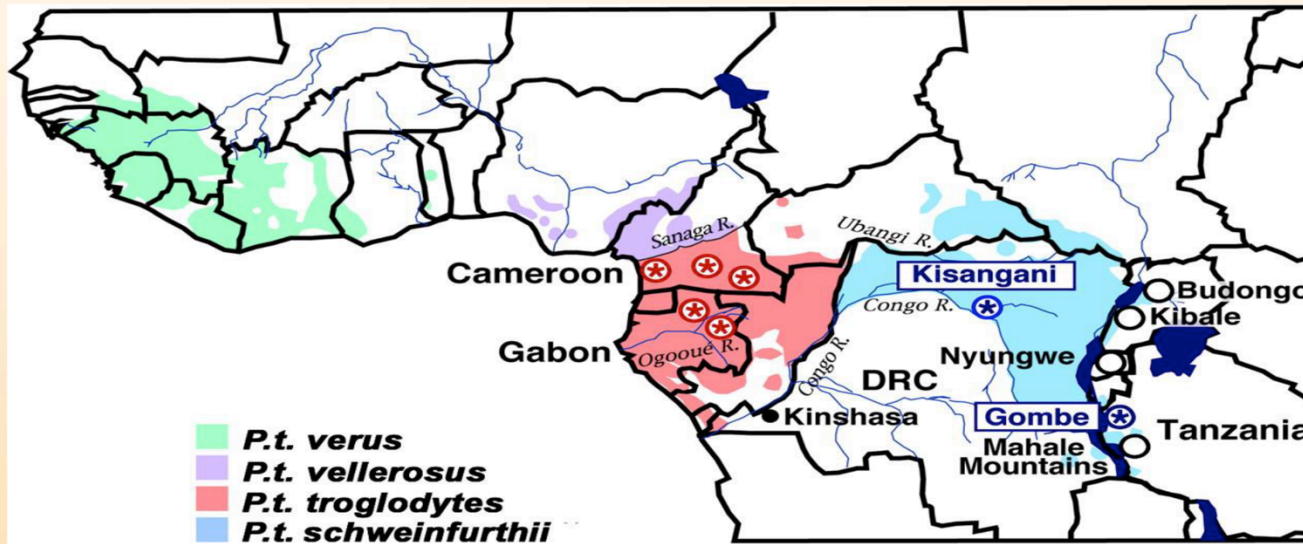 Sanaga R.
Ubangi R.
Cameroon
Kisangani
Budongo
Congo R.
Kibale
Gabon
Ogooué R.
Congo R.
Nyungwe
DRC
Kinshasa
Gombe
Tanzania
Mahale
Mountains
P.t. verus
P.t. vellerosus
P.t. troglodytes
P.t. schweinfurthii